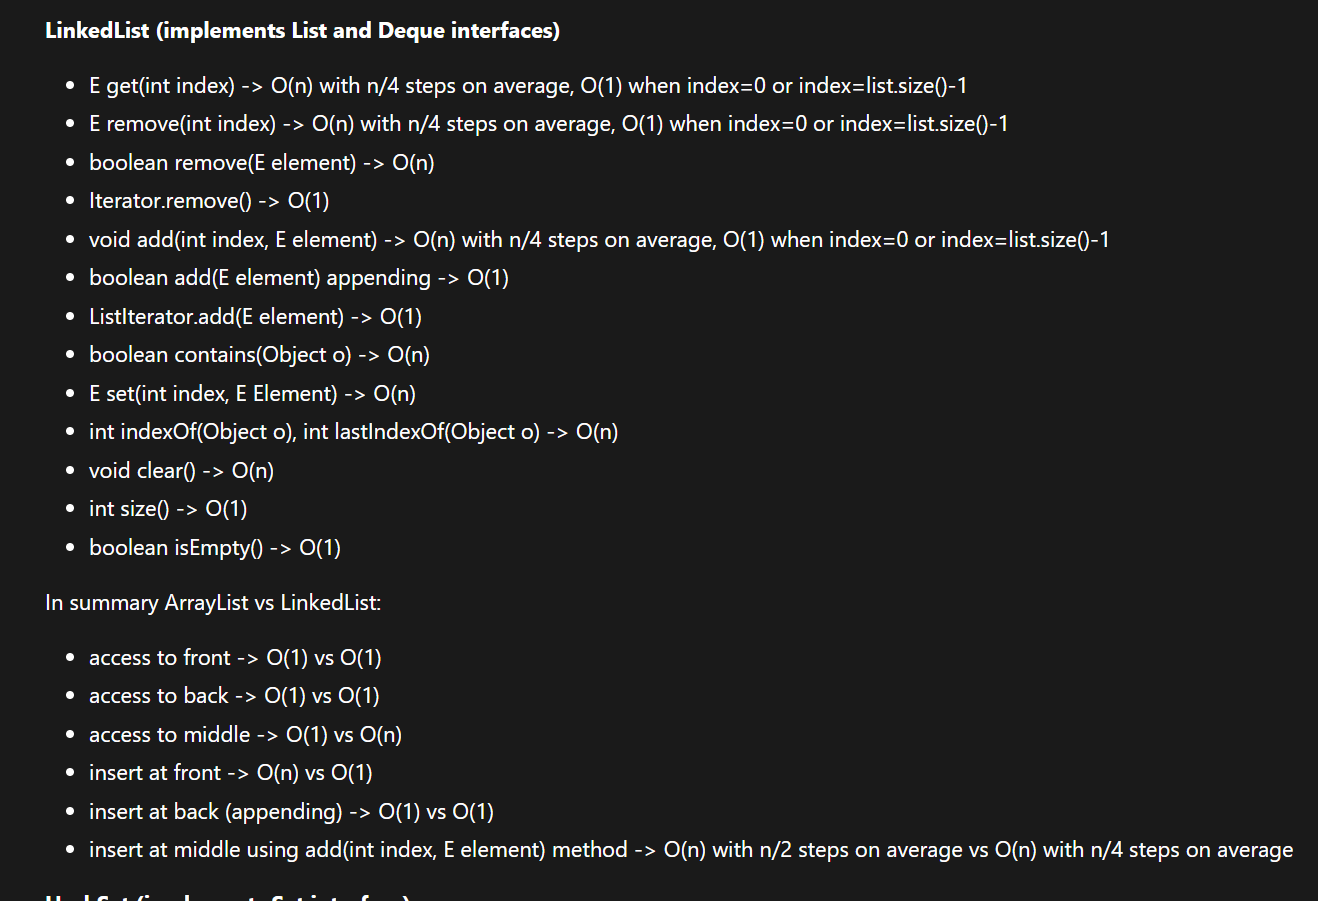 LinkedList (implements List and Deque interfaces)
• E get(int index) -> O(n) with n/4 steps on average, O(1) when index=0 or index=list.size()-1
• E remove(int index) -> O(n) with n/4 steps on average, O(1) when index=0 or index=list.size()-1
• boolean remove(E element) -> O(n)
• Iterator.remove() -> O(1)
• void add(int index, E element) -> O(n) with n/4 steps on average, O(1) when index=0 or index=list.size()-1
• boolean add(E element) appending -> O(1)
• ListIterator.add(E element) -> O(1)
• boolean contains(Object o) -> O(n)
• E set(int index, E Element) -> O(n)
• int indexOf(Object o), int lastIndexOf(Object o) -> O(n)
• void clear() -> O(n)
• int size() -> O(1)
• boolean isEmpty() -> O(1)
In summary ArrayList vs LinkedList:
• access to front -> O(1) vs O(1)
• access to back -> O(1) vs O(1)
• access to middle -> O(1) vs O(n)
• insert at front -> O(n) vs O(1)
• insert at back (appending) -> O(1) vs O(1)
• insert at middle using add(int index, E element) method -> O(n) with n/2 steps on average vs O(n) with n/4 steps on average